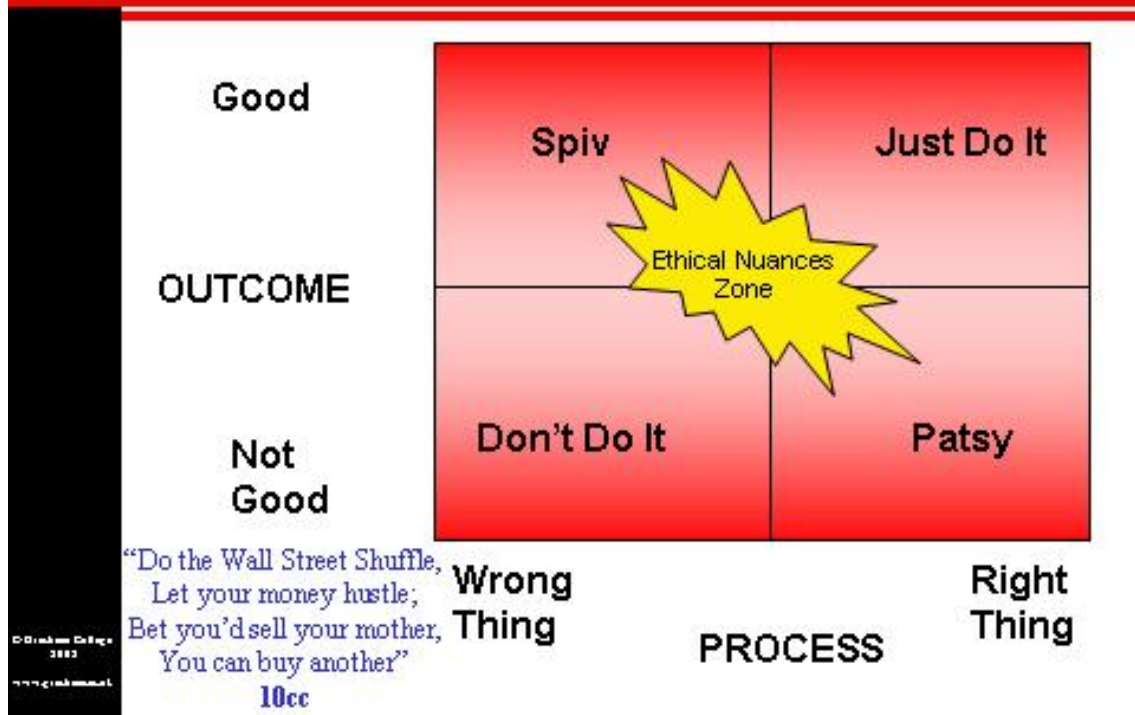 Good
Spiv
Just Do It
Ethical Nuances
Zone
OUTCOME
Don't Do It
Patsy
Not
Good
Wrong
Thing
Right
Thing
PROCESS
“Do the Wall Street Shuffle,
Let your money hustle;
Bet you’d sell your mother,
You can buy another”
10cc
College